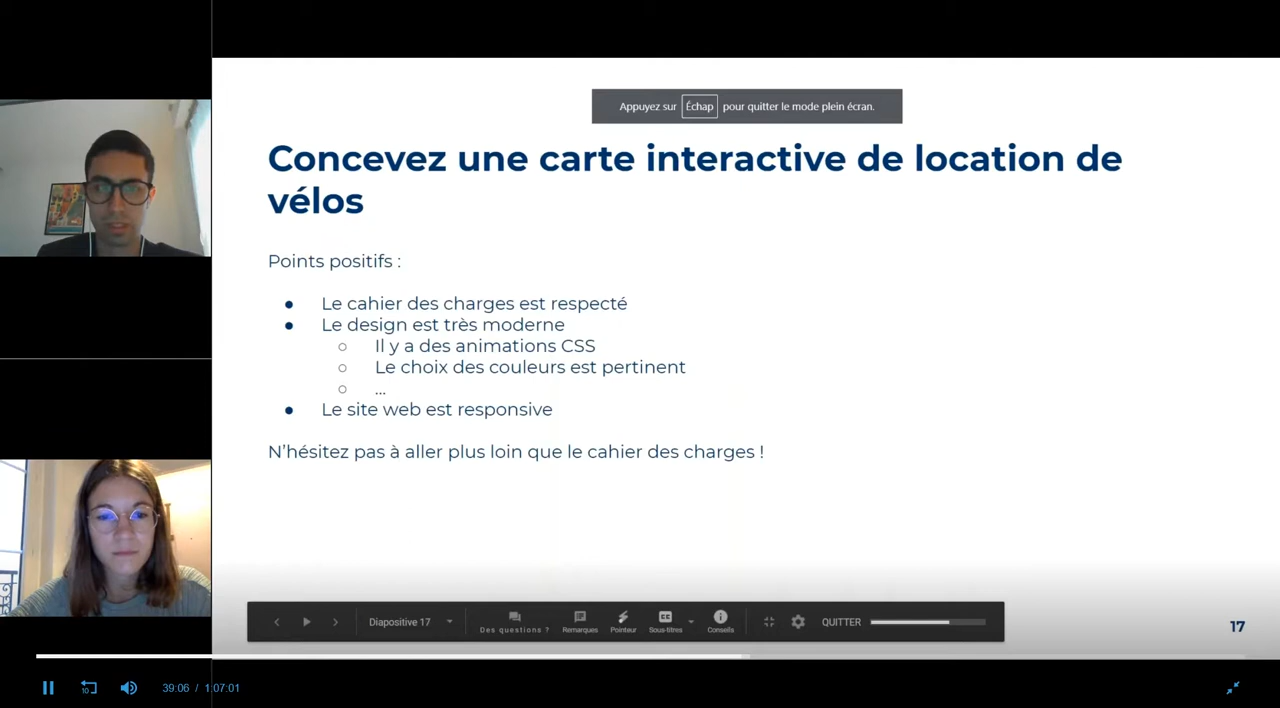 Appuyez sur Échap pour quitter le mode plein écran.
Concevez une carte interactive de location de
vélos
Points positifs :
● Le cahier des charges est respecté
● Le design est très moderne
○ Il y a des animations CSS
○ Le choix des couleurs est pertinent
○ ...
● Le site web est responsive
N'hésitez pas à aller plus loin que le cahier des charges !
Diapositive 17
Des questions ?
Remarques
Pointeur
Sous-titres
Conseils
QUITTER
17
10
39:06 / 1:07:01